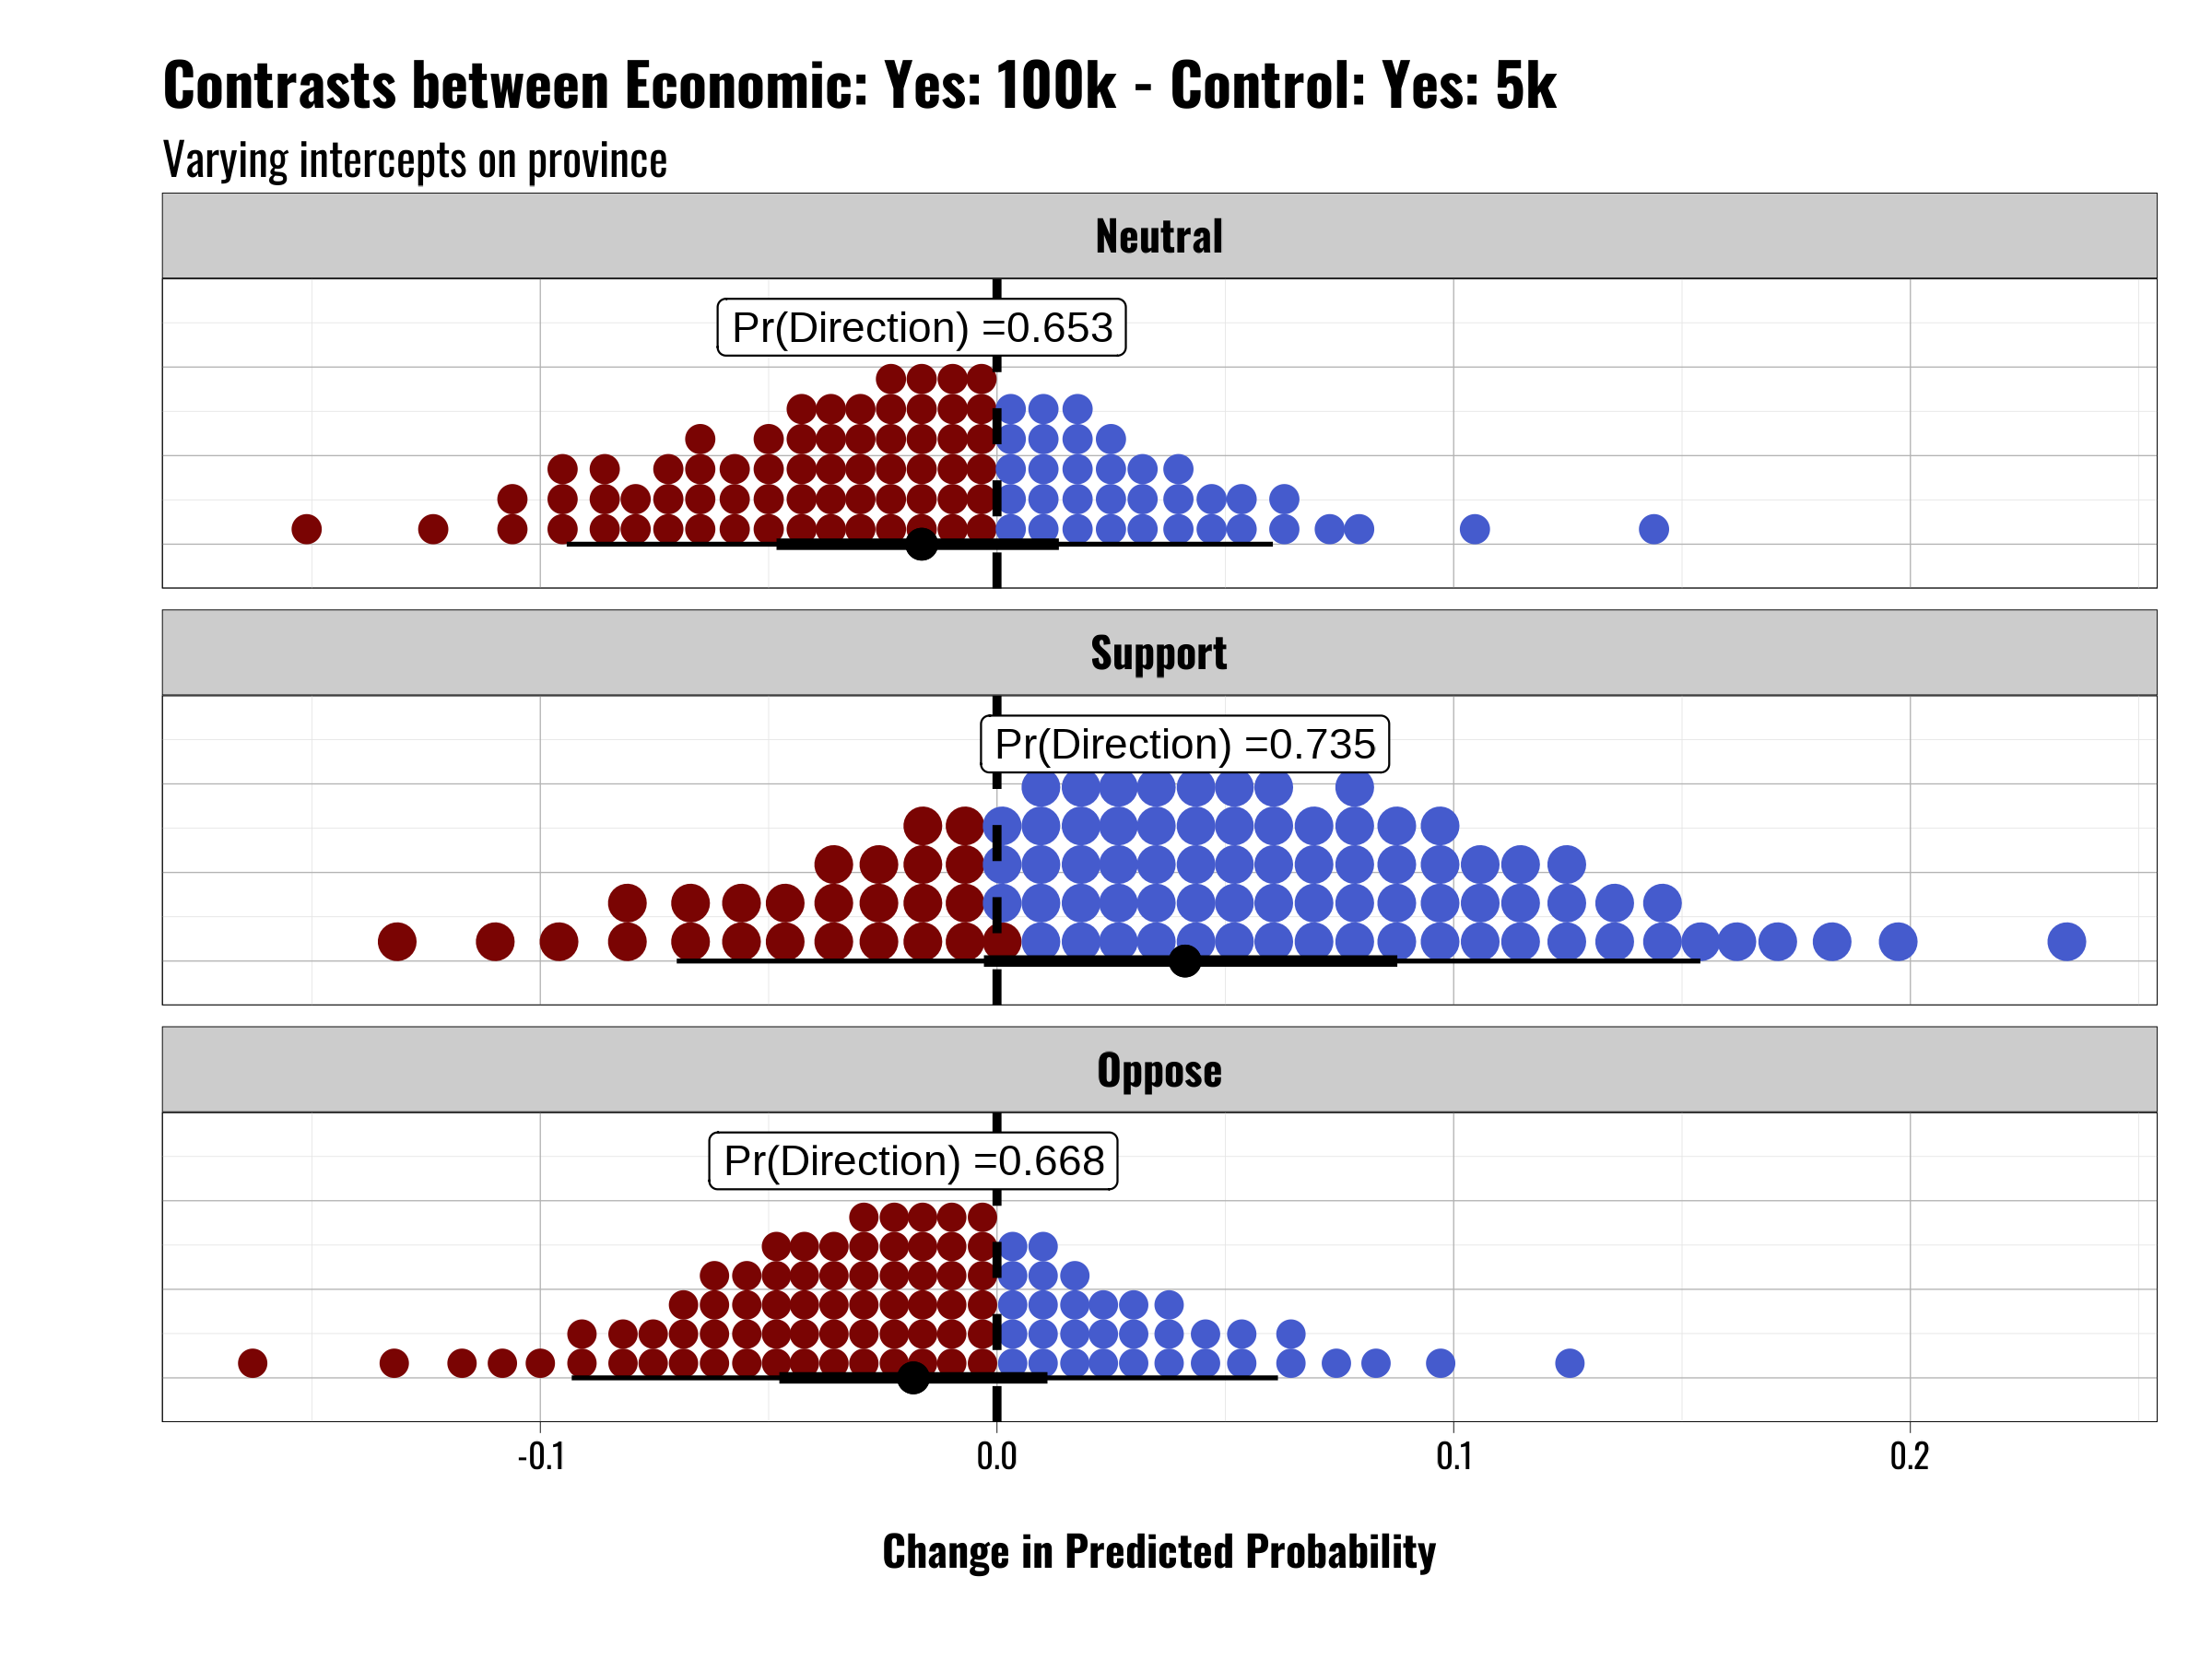 Contrasts between Economic: Yes: 100k - Control: Yes: 5k
Varying intercepts on province
Neutral
Pr(Direction) =0.653
Support
Pr(Direction) =0.735
Oppose
Pr(Direction) =0.668
-0.1 0.0 0.1 0.2
Change in Predicted Probability